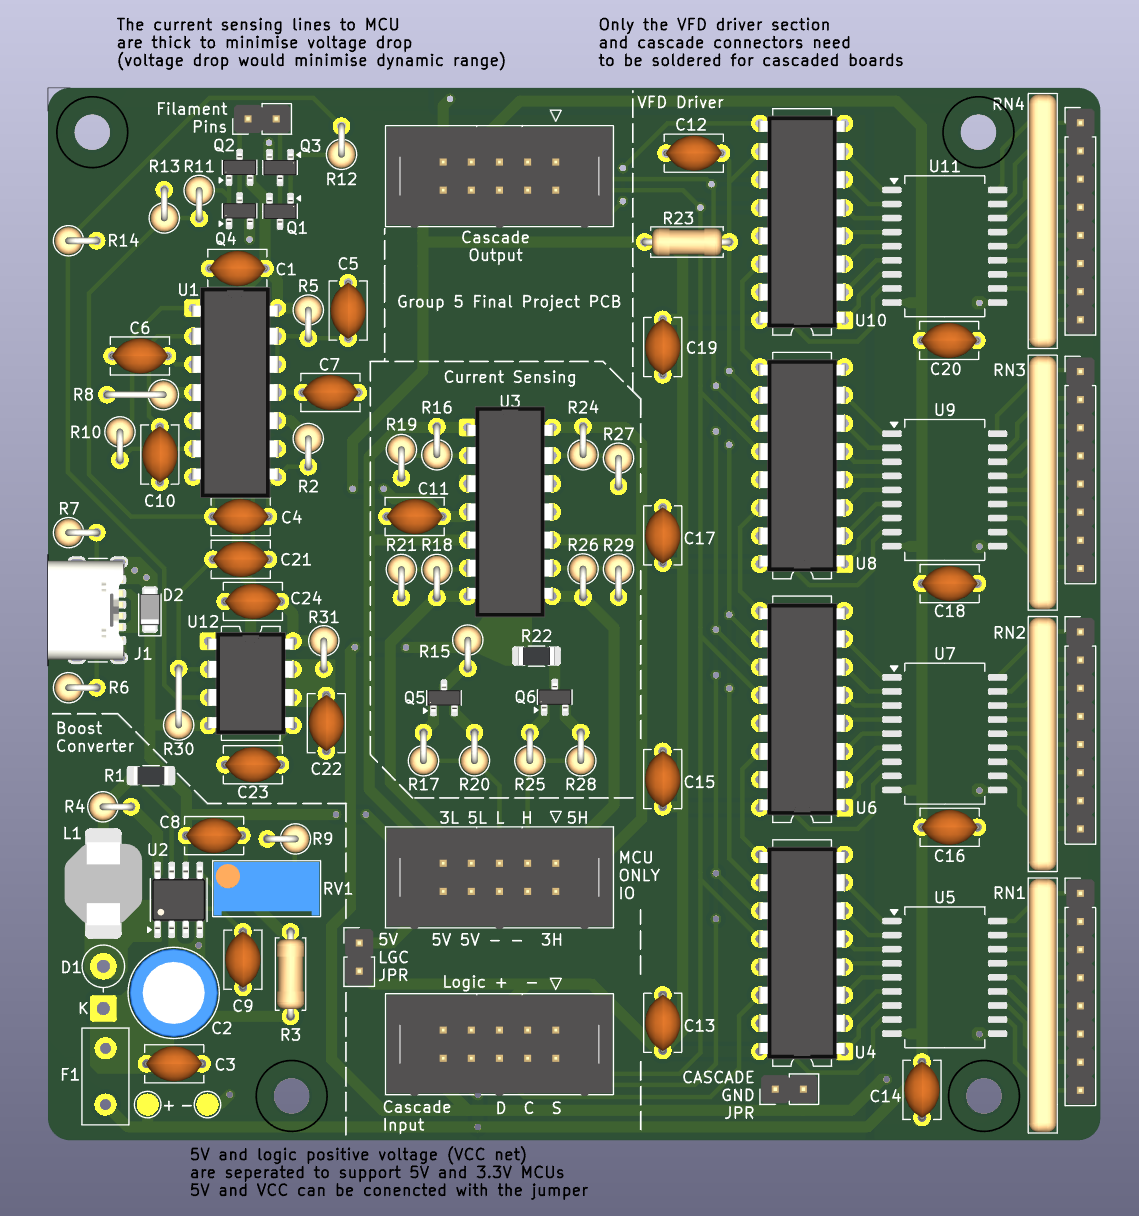 The current sensing lines to MCU
are thick to minimise voltage drop
(voltage drop would minimise dynamic range)
Only the VFD driver section
and cascade connectors need
to be soldered for cascaded boards
Filament
Pins
VFD Driver
RN4
C12
Q2
Q3
R13
R11
R12
U11
R23
R14
Q4
Q1
Cascade
Output
C1
C5
U1
R5
Group 5 Final Project PCB
U10
C6
C19
C20
C7
Current Sensing
RN3
R8
U3
R16
R24
U9
R10
R19
R27
R2
C10
C11
R7
C4
C17
R21
R18
R26
R29
C21
U8
D2
C24
C18
U12
R31
RN2
J1
R15
R22
U7
R6
Q5
Q6
Boost
Converter
R30
C22
R17
R20
R25
R28
R1
C23
C15
R4
U6
3L 5L L H ▽ 5H
L1
C8
R9
U2
C16
MCU
ONLY
IO
RV1
RN1
U5
5V
LGC
JPR
5V 5V - - 3H
D1
Logic + - ▽
K
C9
C2
R3
C13
C3
U4
F1
CASCADE
GND
JPR
+ -
C14
Cascade
Input
D C S
5V and logic positive voltage (VCC net)
are seperated to support 5V and 3.3V MCUs
5V and VCC can be conencted with the jumper